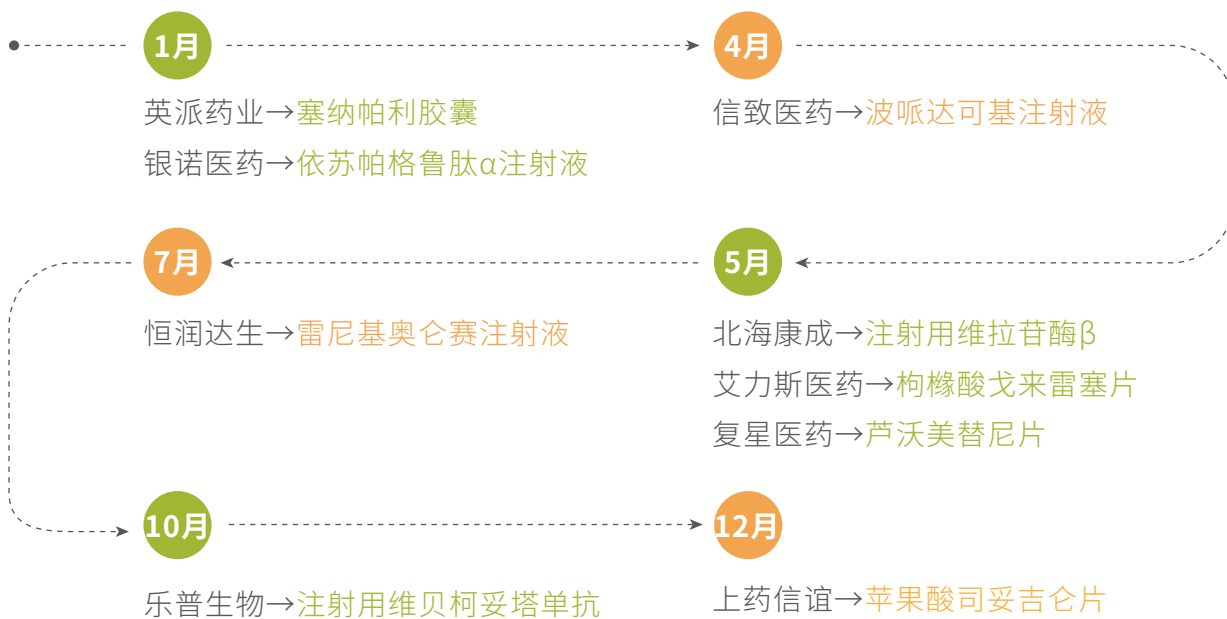 1月
英派药业→塞纳帕利胶囊
银诺医药→依苏帕格鲁肽α注射液
4月
信致医药→波哌达可基注射液
5月
北海康成→注射用维拉苷酶β
艾力斯医药→枸橼酸戈来雷塞片
复星医药→芦沃美替尼片
7月
恒润达生→雷尼基奥仑赛注射液
10月
乐普生物→注射用维贝柯妥塔单抗
12月
上药信谊→苹果酸司妥吉仑片